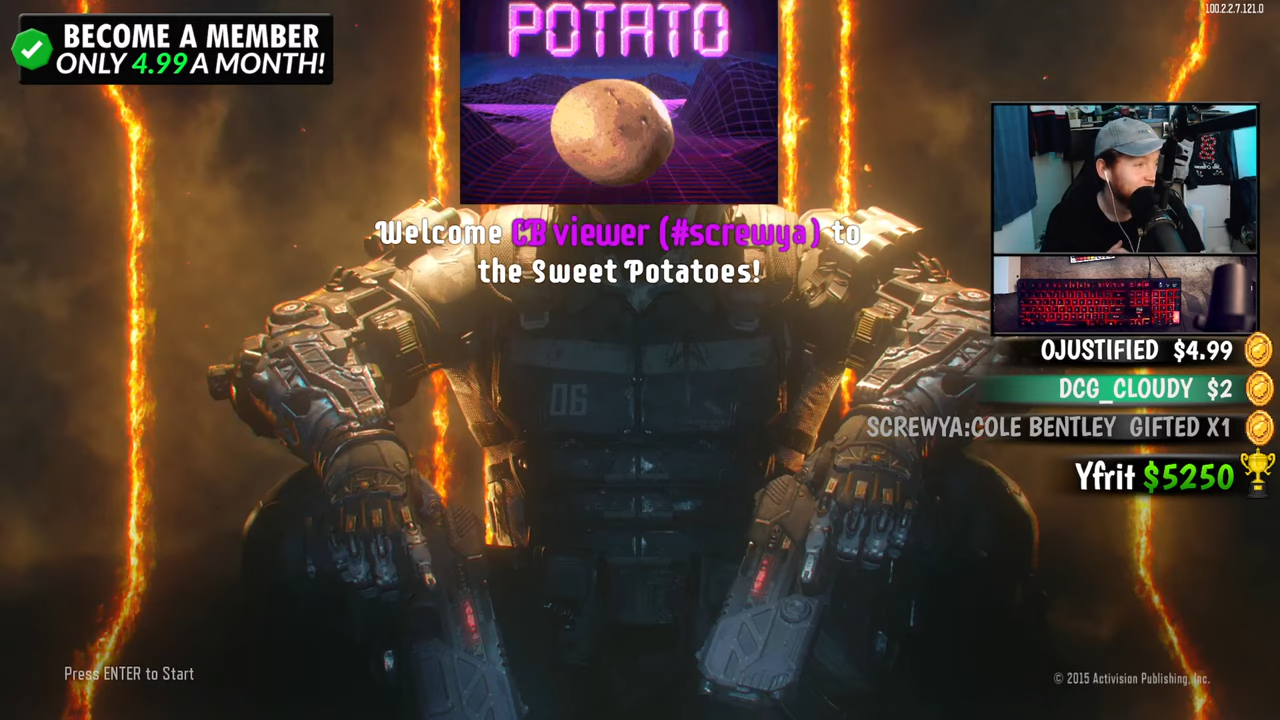 BECOME A MEMBER
ONLY 4.99 A MONTH!
POTATO
100.2.2.7.121.0
Welcome CB viewer (#screwya) to
the Sweet Potatoes!
06
OJUSTIFIED $4.99
DCG_CLOUDY $2
SCREWYA:COLE BENTLEY GIFTED X1
Yfrit $5250
Press ENTER to Start
© 2015 Activision Publishing, Inc.